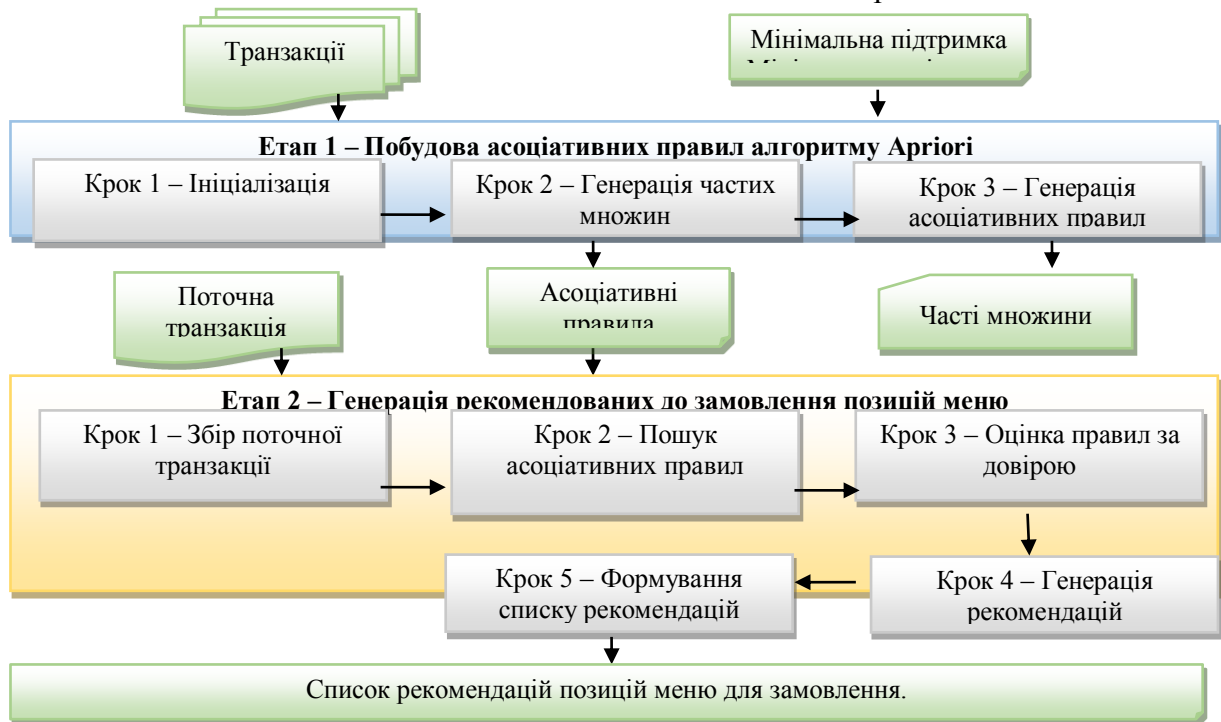 Транзакції
Мінімальна підтримка
Етап 1 – Побудова асоціативних правил алгоритму Apriori
Крок 1 – Ініціалізація
Крок 2 – Генерація частих
множин
Крок 3 – Генерація
асоціативних правил
Поточна
транзакція
Асоціативні
правила
Часті множини
Етап 2 – Генерація рекомендованих до замовлення позицій меню
Крок 1 – Збір поточної
транзакції
Крок 2 – Пошук
асоціативних правил
Крок 3 – Оцінка правил за
довірою
Крок 5 – Формування
списку рекомендацій
Крок 4 – Генерація
рекомендацій
Список рекомендацій позицій меню для замовлення.